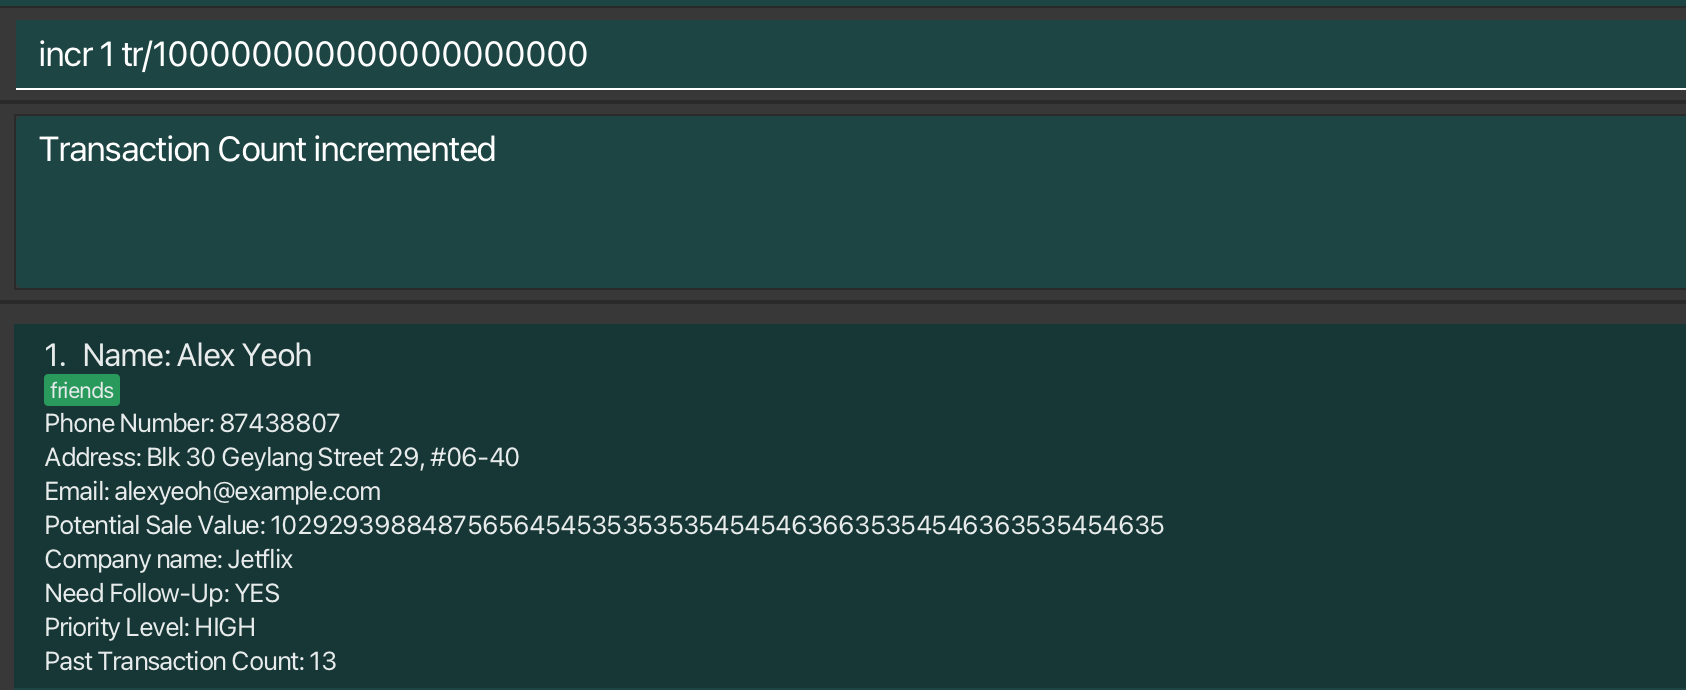 incr 1 tr/100000000000000000000
Transaction Count incremented
1. Name: Alex Yeoh
friends
Phone Number: 87438807
Address: Blk 30 Geylang Street 29, #06-40
Email: alexyeoh@example.com
Potential Sale Value: 1029293988487565645453535353545454636635354546363535454635
Company name: Jetflix
Need Follow-Up: YES
Priority Level: HIGH
Past Transaction Count: 13